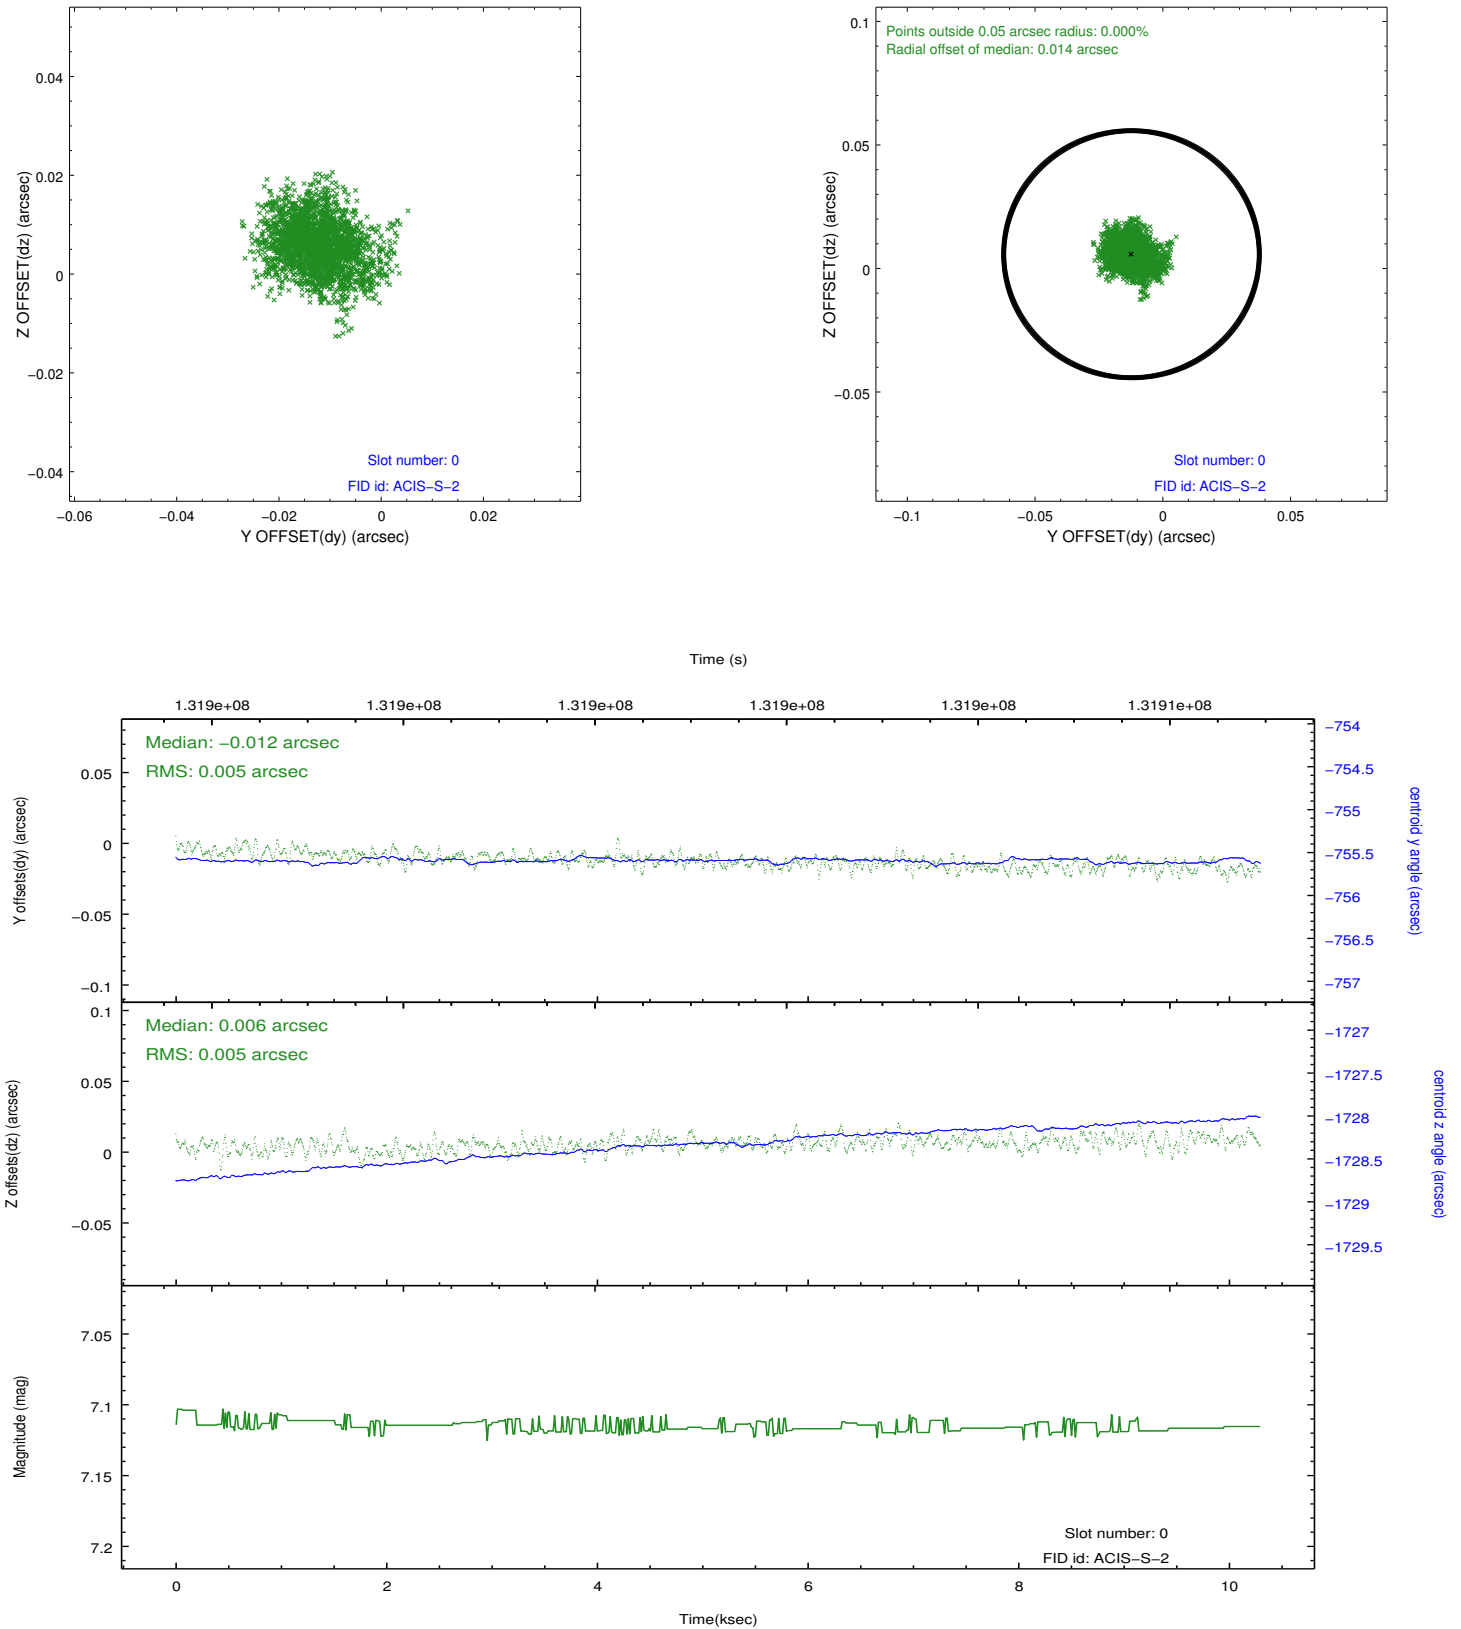 0.04
0.02
0
−0.02
−0.04
Z OFFSET(dz) (arcsec)
Slot number: 0
FID id: ACIS−S−2
−0.06
−0.04
−0.02
0
0.02
Y OFFSET(dy) (arcsec)
Points outside 0.05 arcsec radius: 0.000%
Radial offset of median: 0.014 arcsec
0.1
0.05
0
−0.05
Z OFFSET(dz) (arcsec)
Slot number: 0
FID id: ACIS−S−2
−0.1
−0.05
0
0.05
Y OFFSET(dy) (arcsec)
Time (s)
1.319e+08
1.319e+08
1.319e+08
1.319e+08
1.319e+08
1.3191e+08
Median: −0.012 arcsec
RMS: 0.005 arcsec
0.05
0
−0.05
−0.1
Y offsets(dy) (arcsec)
−754
−754.5
−755
−755.5
−756
−756.5
−757
centroid y angle (arcsec)
Median: 0.006 arcsec
RMS: 0.005 arcsec
0.1
0.05
0
−0.05
Z offsets(dz) (arcsec)
−1727
−1727.5
−1728
−1728.5
−1729
−1729.5
centroid z angle (arcsec)
7.05
7.1
7.15
7.2
Magnitude (mag)
Slot number: 0
FID id: ACIS−S−2
0
2
4
6
8
10
Time(ksec)